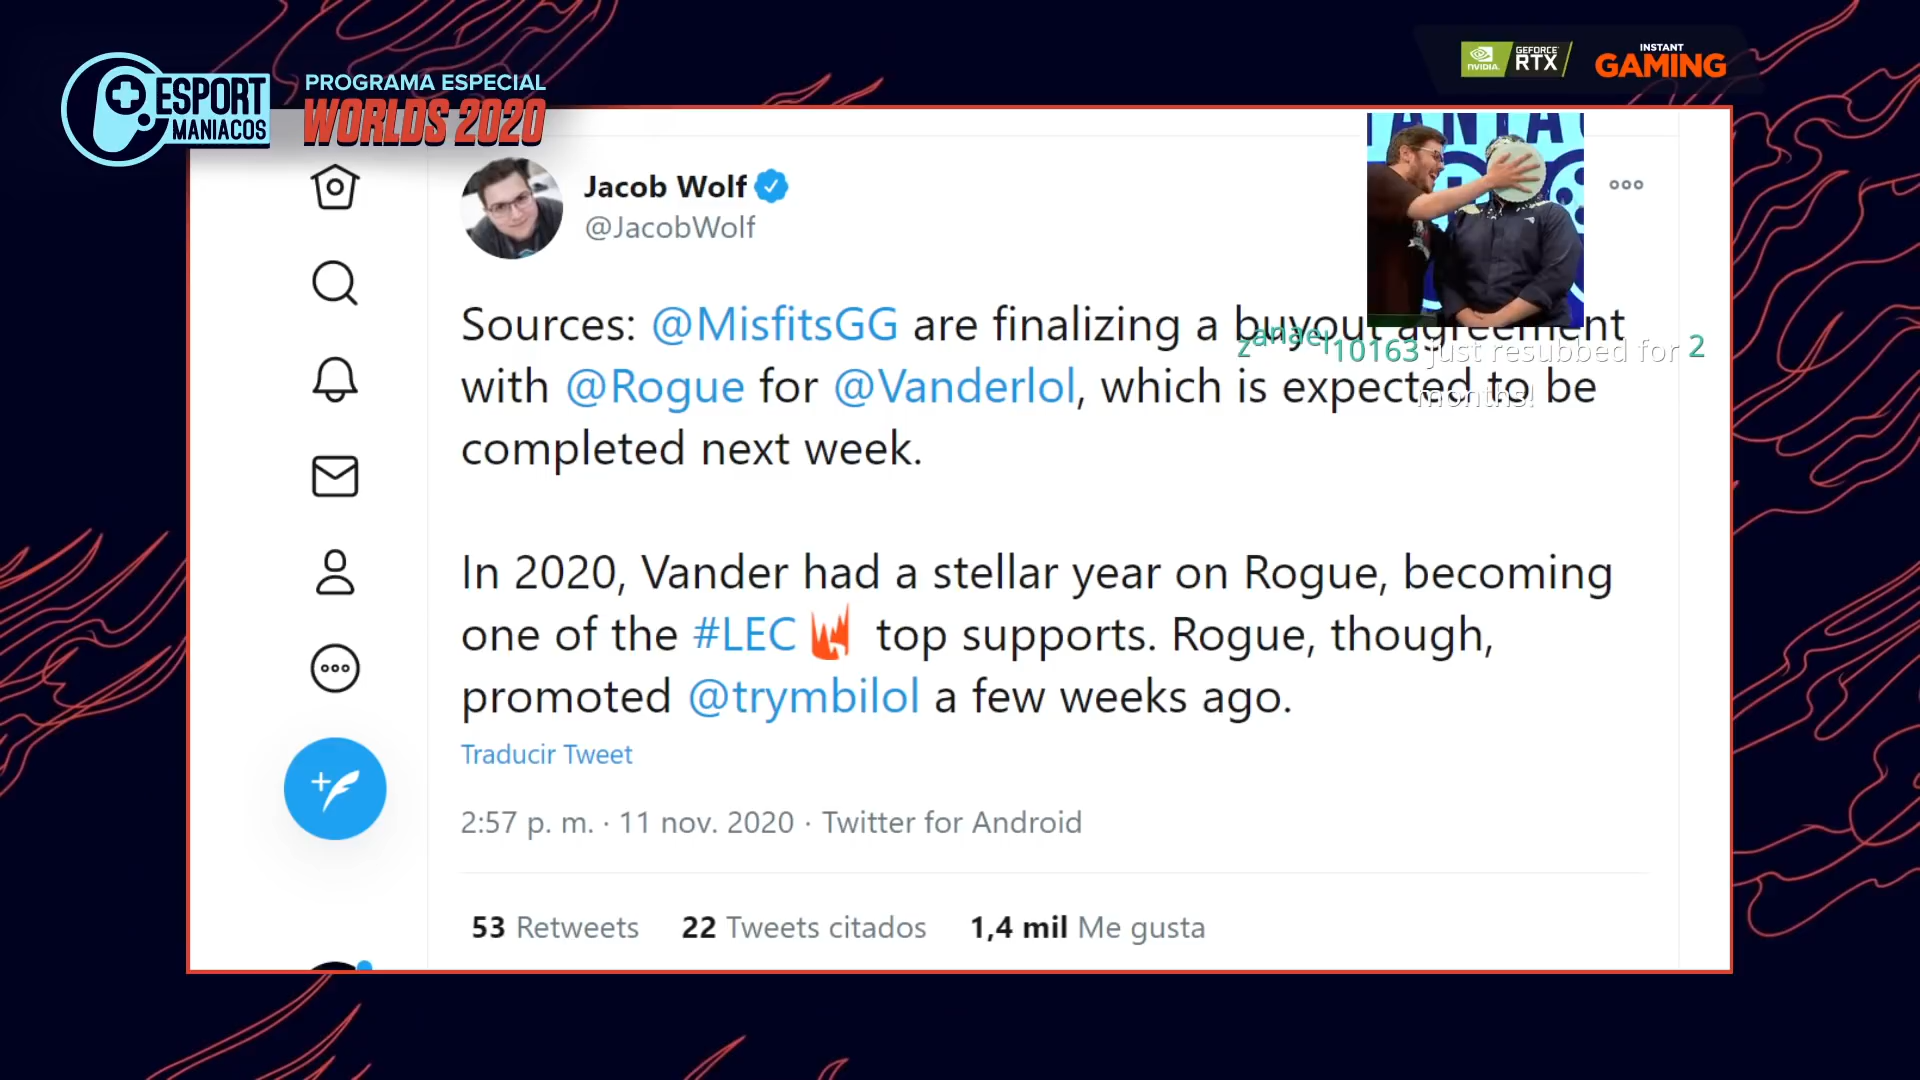 ESPORT
MANIACOS
PROGRAMA ESPECIAL
WORLDS 2020
NVIDIA
GEFORCE
RTX
INSTANT
GAMING
ANIA
Jacob Wolf
@JacobWolf
Sources: @MisfitsGG are finalizing a buyout agreement
with @Rogue for @Vanderlol, which is expected to be
completed next week.
zanael10163 just resubbed for 2
months!
In 2020, Vander had a stellar year on Rogue, becoming
one of the #LEC top supports. Rogue, though,
promoted @trymbilol a few weeks ago.
Traducir Tweet
2:57 p. m. · 11 nov. 2020 · Twitter for Android
53 Retweets 22 Tweets citados 1,4 mil Me gusta